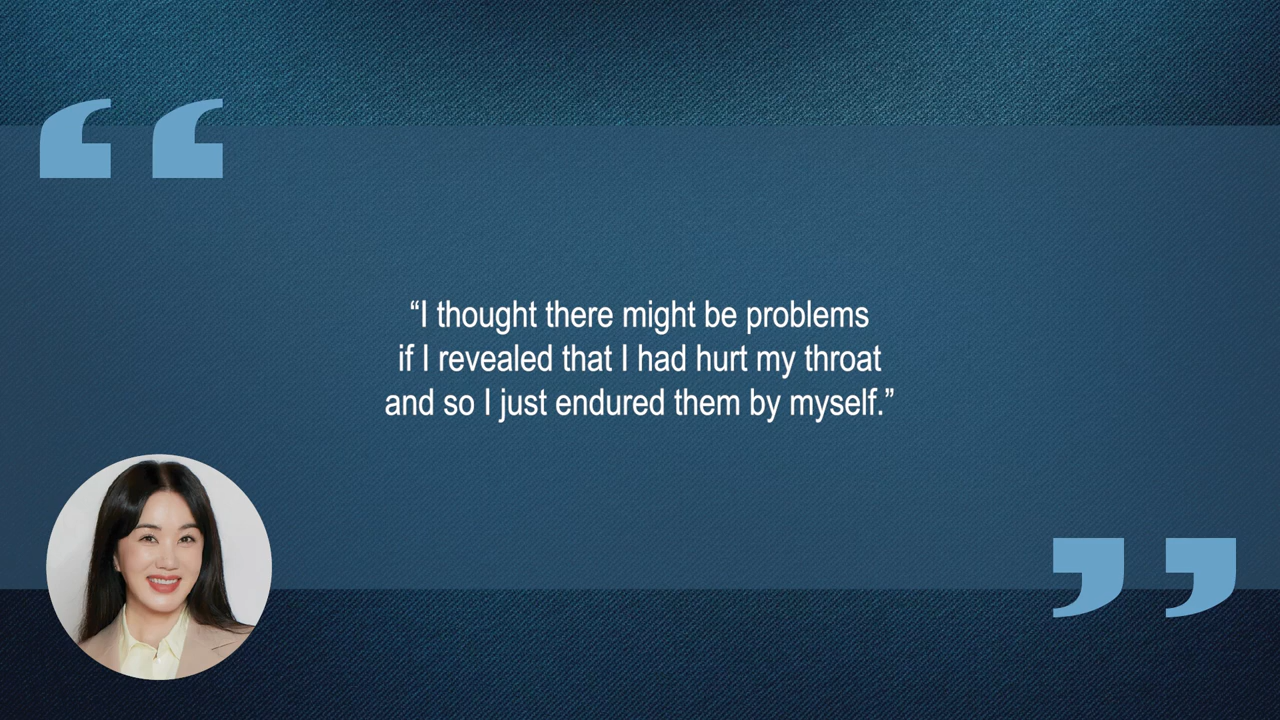 “I thought there might be problems
if I revealed that I had hurt my throat
and so I just endured them by myself.”